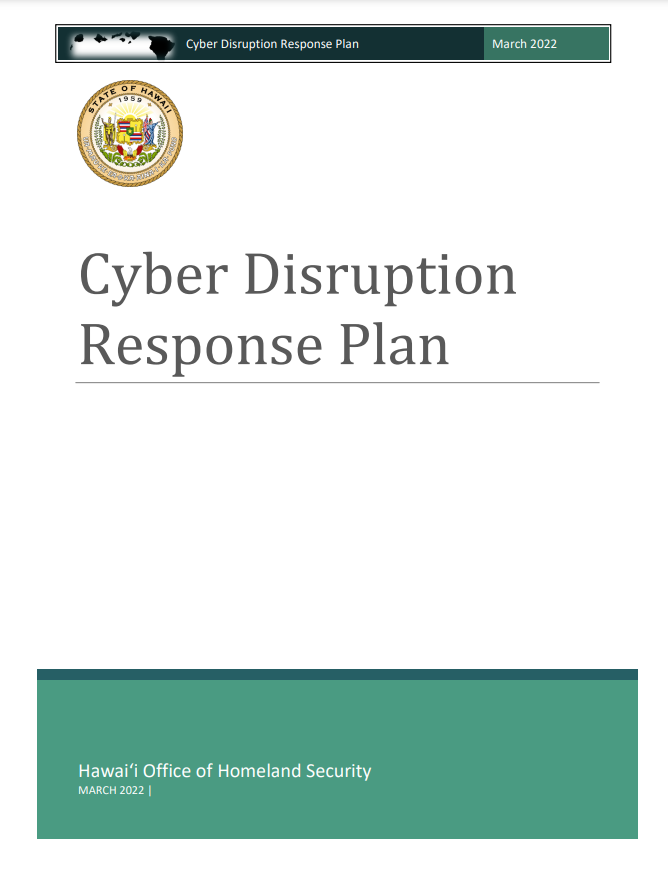 Cyber Disruption Response Plan
March 2022
STATE OF HAWAII
1959
Cyber Disruption
Response Plan
Hawaiʻi Office of Homeland Security
MARCH 2022 |